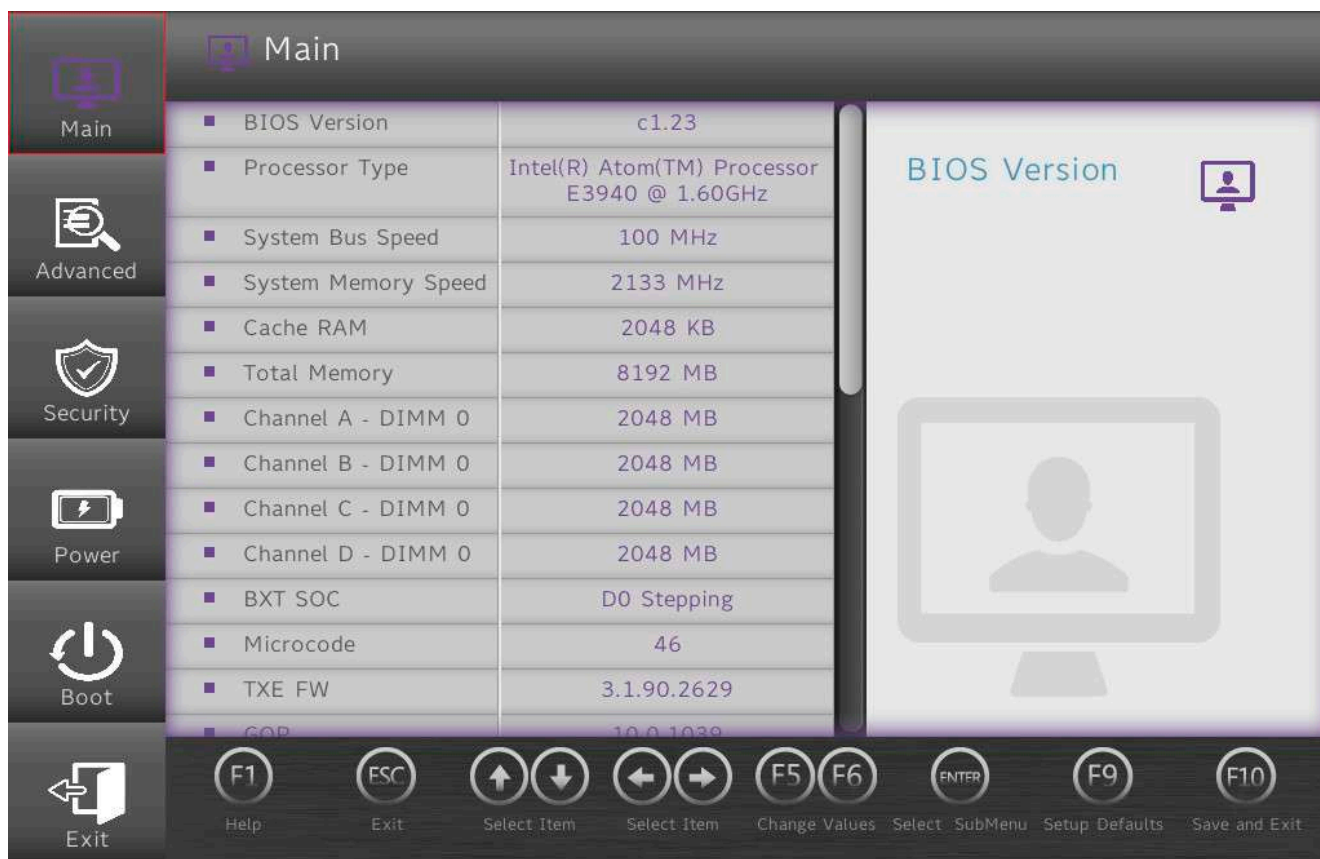 Main
Main
Advanced
Security
Power
Boot
Exit
BIOS Version c1.23
Processor Type Intel(R) Atom(TM) Processor
E3940 @ 1.60GHz
System Bus Speed 100 MHz
System Memory Speed 2133 MHz
Cache RAM 2048 KB
Total Memory 8192 MB
Channel A - DIMM 0 2048 MB
Channel B - DIMM 0 2048 MB
Channel C - DIMM 0 2048 MB
Channel D - DIMM 0 2048 MB
BXT SOC D0 Stepping
Microcode 46
TXE FW 3.1.90.2629
GOP 10.0.1039
BIOS Version
F1 ESC F5 F6 ENTER F9 F10
Help Exit Select Item Select Item Change Values Select SubMenu Setup Defaults Save and Exit